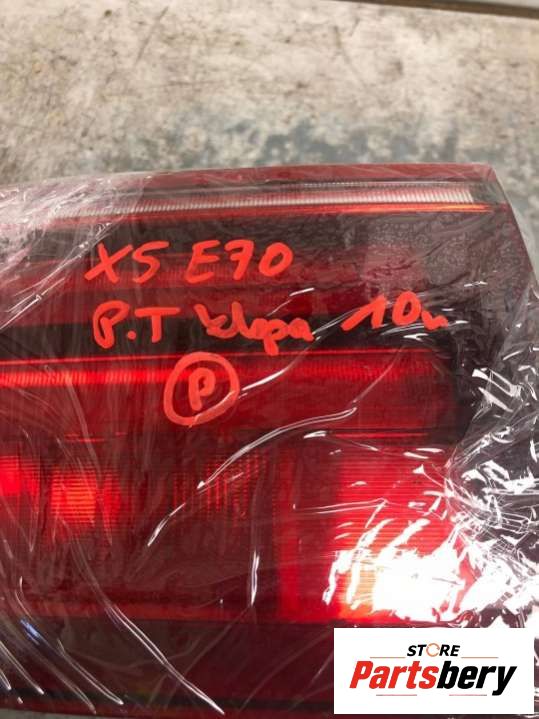 X5 E70
P.T klapa 10r
P
STORE
Partsbery